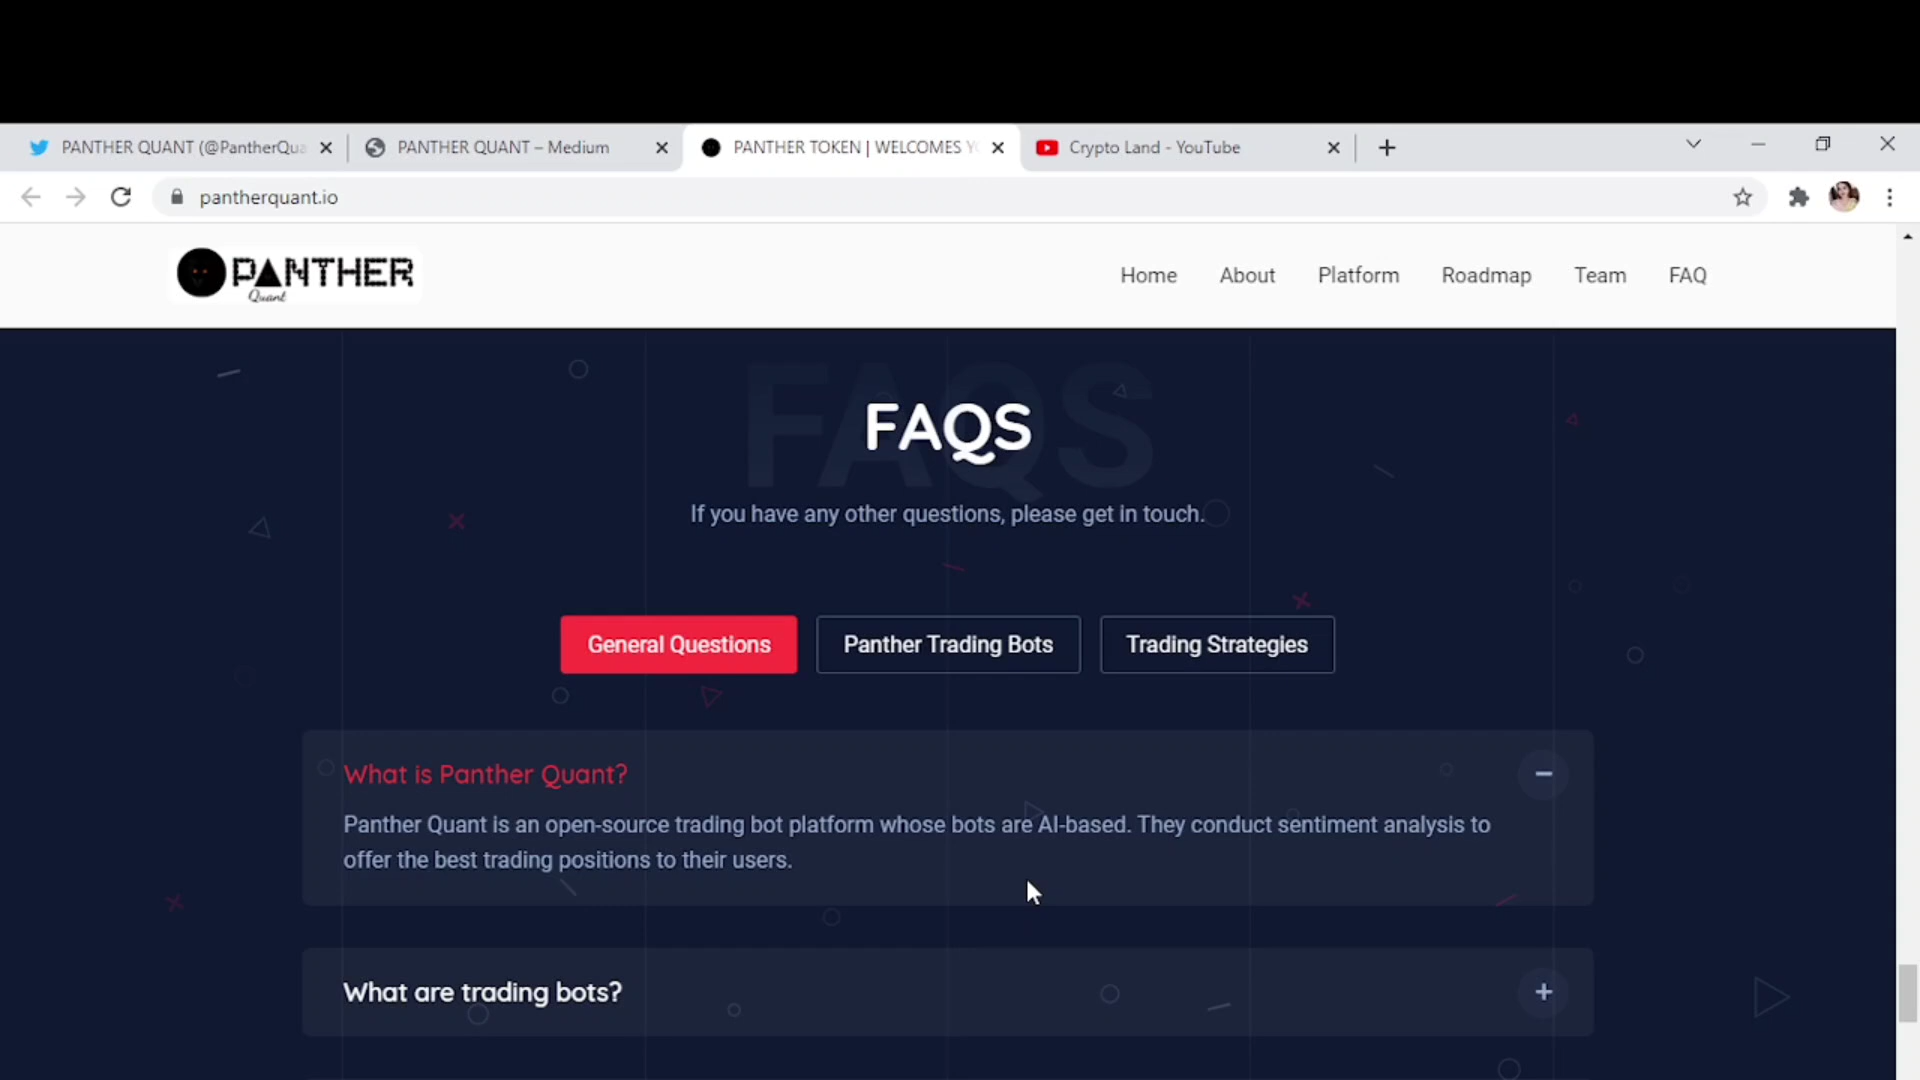 PANTHER QUANT (@PantherQua
PANTHER QUANT – Medium
PANTHER TOKEN | WELCOMES Y
Crypto Land - YouTube
pantherquant.io
PANTHER
Quant
Home
About
Platform
Roadmap
Team
FAQ
FAQS
FAQS
If you have any other questions, please get in touch.
General Questions
Panther Trading Bots
Trading Strategies
What is Panther Quant?
Panther Quant is an open-source trading bot platform whose bots are AI-based. They conduct sentiment analysis to
offer the best trading positions to their users.
What are trading bots?